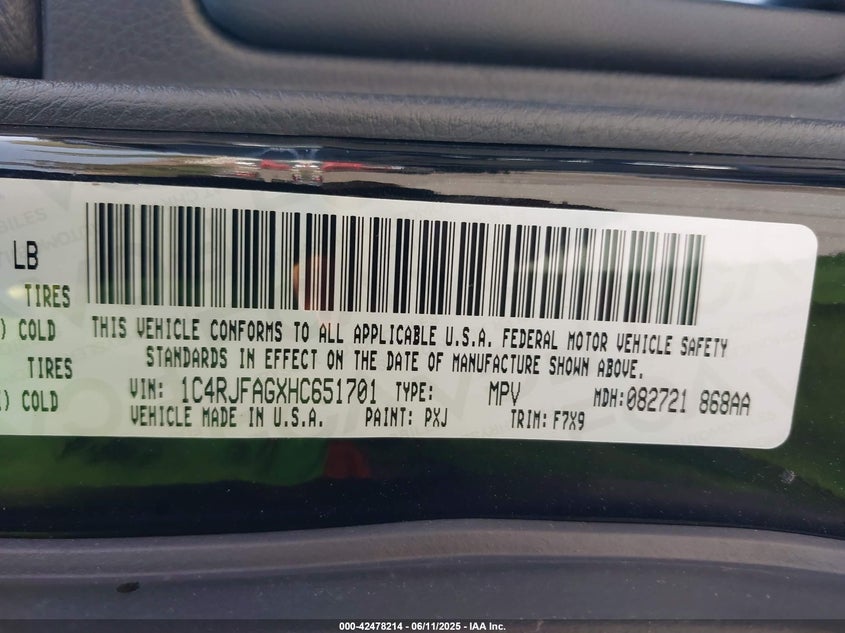 LB
TIRES
) COLD
TIRES
) COLD
THIS VEHICLE CONFORMS TO ALL APPLICABLE U.S.A. FEDERAL MOTOR VEHICLE SAFETY
STANDARDS IN EFFECT ON THE DATE OF MANUFACTURE SHOWN ABOVE.
VIN: 1C4RJFAGXHC651701 TYPE: MPV MDH:082721 868AA
VEHICLE MADE IN U.S.A. PAINT: PXJ TRIM: F7X9
000-42478214 - 06/11/2025 - IAA Inc.